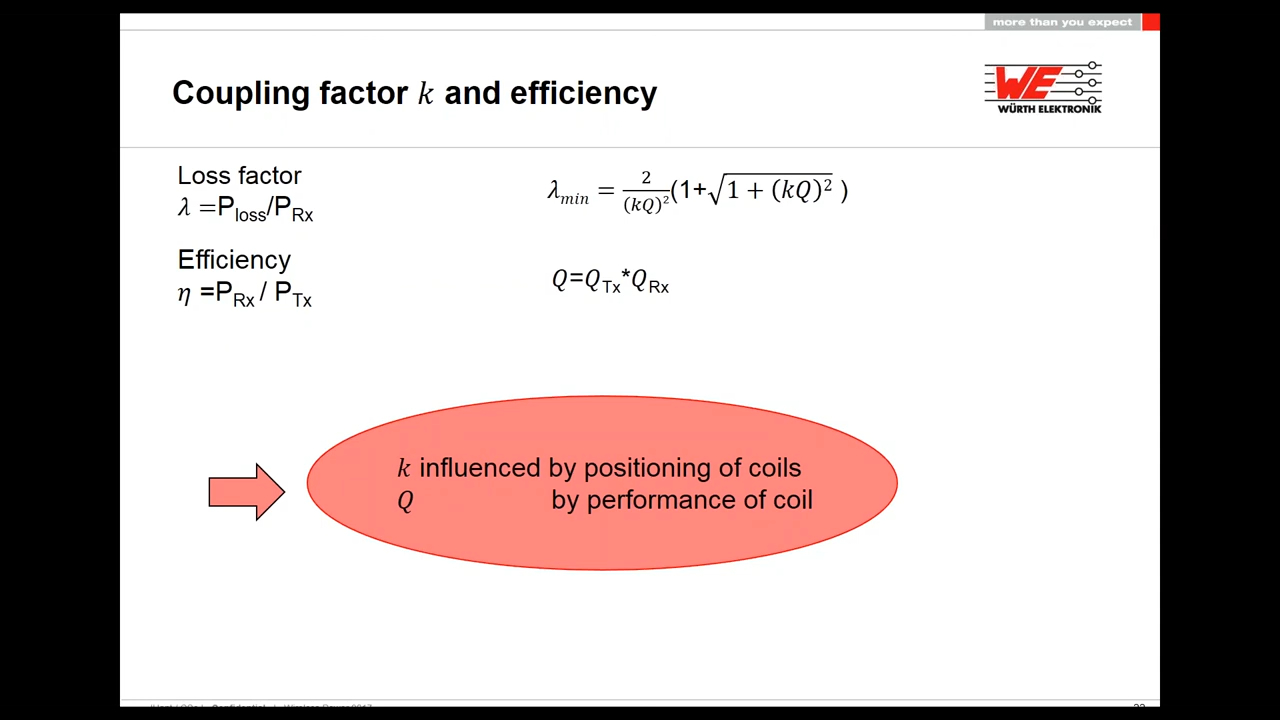 more than you expect
Coupling factor k and efficiency
WE
WÜRTH ELEKTRONIK
Loss factor
λ =P_loss/P_Rx
λ_min = 2/(kQ)² (1+√(1 + (kQ)²) )
Efficiency
η =P_Rx / P_Tx
Q=Q_Tx*Q_Rx
k influenced by positioning of coils
Q by performance of coil